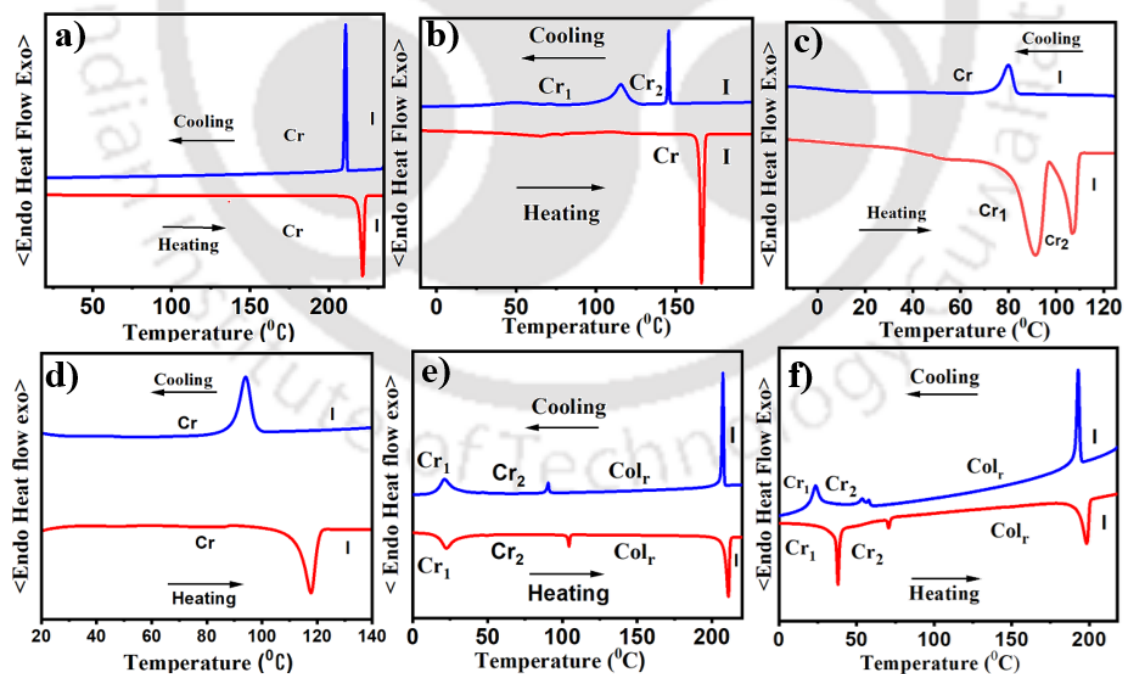 a)
<Endo Heat Flow Exo>
Cooling
Cr
I
Heating
Cr
I
50 100 150 200
Temperature (⁰C)
b)
<Endo Heat Flow Exo>
Cooling
Cr₁
Cr₂
I
Cr
I
Heating
0 50 100 150
Temperature (⁰C)
c)
<Endo Heat Flow Exo>
Cooling
Cr
I
Heating
Cr₁
Cr₂
I
0 20 40 60 80 100 120
Temperature (⁰C)
d)
< Endo Heat flow exo>
Cooling
Cr
I
Cr
I
Heating
20 40 60 80 100 120 140
Temperature (⁰C)
e)
<Endo Heat flow exo>
Cooling
Cr₁
Cr₂
Colᵣ
I
Cr₁
Cr₂
Colᵣ
I
Heating
0 50 100 150 200
Temperature (⁰C)
f)
<Endo Heat Flow Exo>
Cooling
Cr₁
Cr₂
Colᵣ
I
Cr₁
Cr₂
Colᵣ
I
Heating
0 50 100 150 200
Temperature (⁰C)
Indian Institute of Technology Guwahati